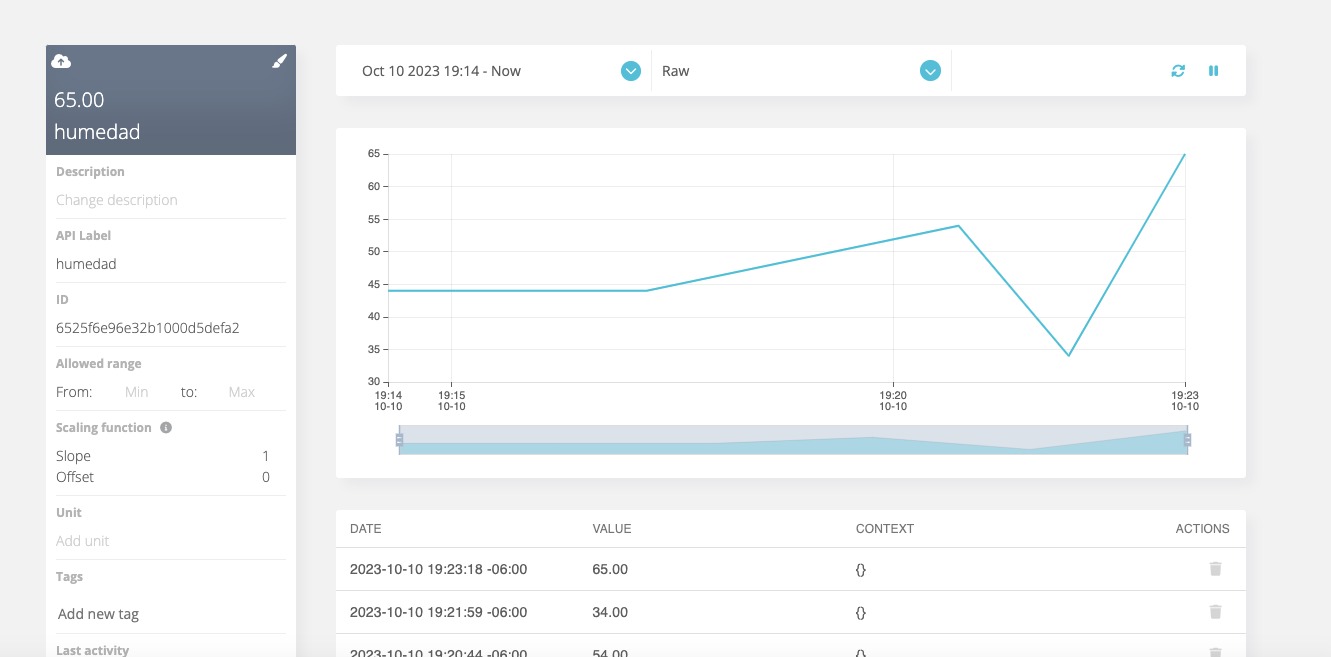 65.00
humedad
Description
Change description
API Label
humedad
ID
6525f6e96e32b1000d5defa2
Allowed range
From: Min to: Max
Scaling function
Slope 1
Offset 0
Unit
Add unit
Tags
Add new tag
Last activity
Oct 10 2023 19:14 - Now
Raw
65
60
55
50
45
40
35
30
19:14 19:15 19:20 19:23
10-10 10-10 10-10 10-10
DATE VALUE CONTEXT ACTIONS
2023-10-10 19:23:18 -06:00 65.00 {}
2023-10-10 19:21:59 -06:00 34.00 {}
2023-10-10 19:20:44 -06:00 54.00 {}